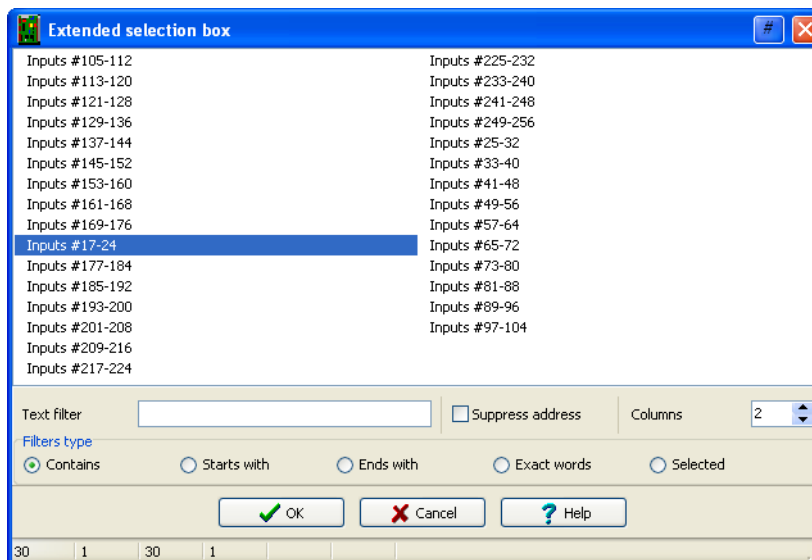 Extended selection box
#
Inputs #105-112
Inputs #113-120
Inputs #121-128
Inputs #129-136
Inputs #137-144
Inputs #145-152
Inputs #153-160
Inputs #161-168
Inputs #169-176
Inputs #17-24
Inputs #177-184
Inputs #185-192
Inputs #193-200
Inputs #201-208
Inputs #209-216
Inputs #217-224
Inputs #225-232
Inputs #233-240
Inputs #241-248
Inputs #249-256
Inputs #25-32
Inputs #33-40
Inputs #41-48
Inputs #49-56
Inputs #57-64
Inputs #65-72
Inputs #73-80
Inputs #81-88
Inputs #89-96
Inputs #97-104
Text filter Suppress address Columns 2
Filters type
Contains Starts with Ends with Exact words Selected
OK Cancel ? Help
30 1 30 1